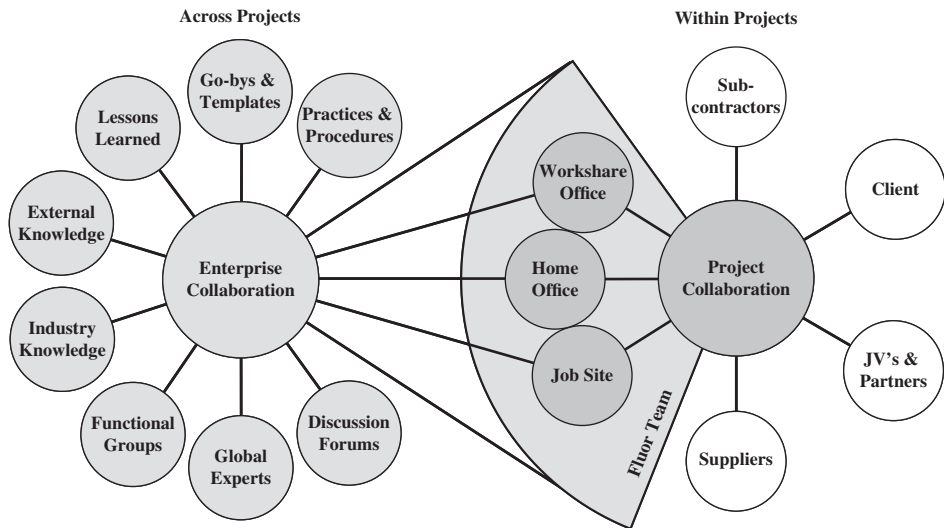 Across Projects
Within Projects
Go-bys &
Templates
Lessons
Learned
Practices &
Procedures
External
Knowledge
Enterprise
Collaboration
Industry
Knowledge
Functional
Groups
Global
Experts
Discussion
Forums
Workshare
Office
Home
Office
Job Site
Fluor Team
Project
Collaboration
Sub-
contractors
Client
JV's &
Partners
Suppliers